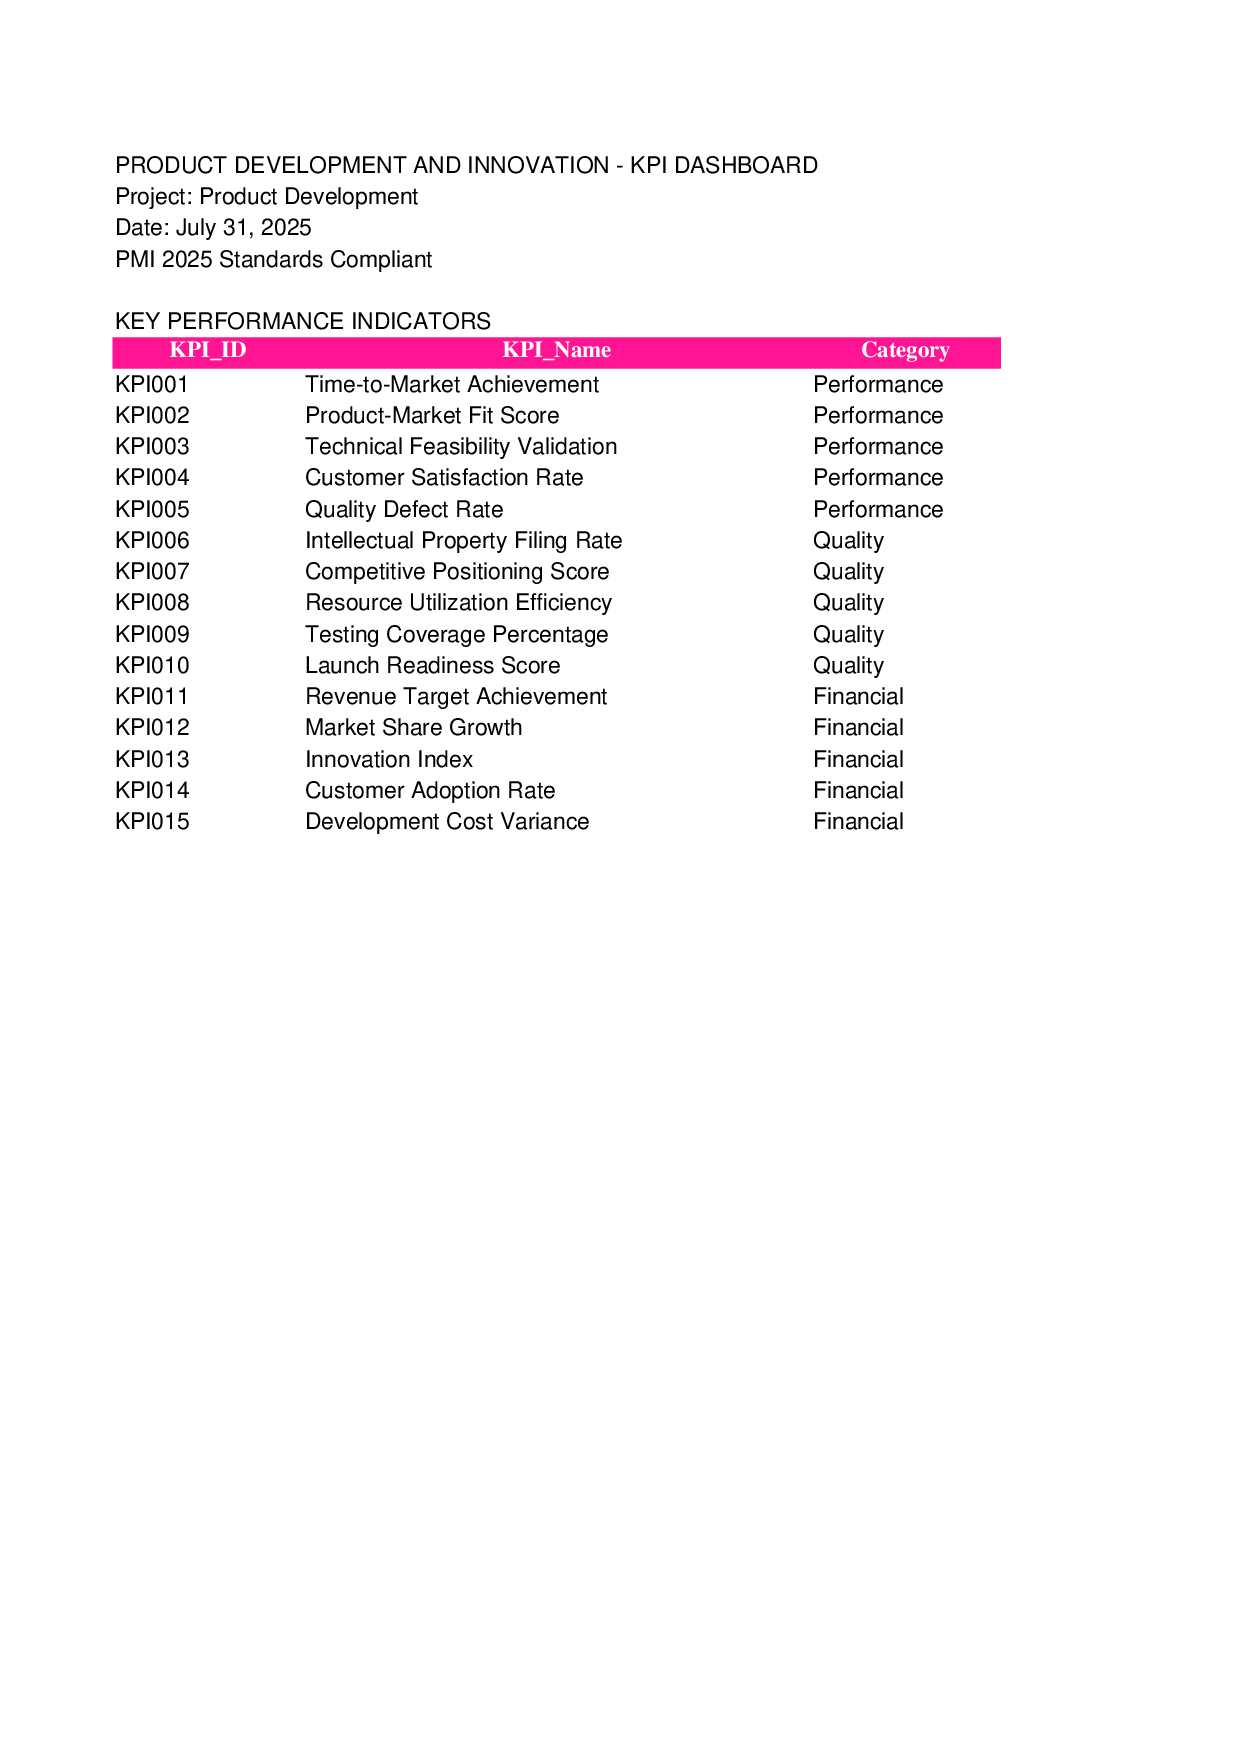 PRODUCT DEVELOPMENT AND INNOVATION - KPI DASHBOARD
Project: Product Development
Date: July 31, 2025
PMI 2025 Standards Compliant
KEY PERFORMANCE INDICATORS
KPI_ID KPI_Name Category
KPI001 Time-to-Market Achievement Performance
KPI002 Product-Market Fit Score Performance
KPI003 Technical Feasibility Validation Performance
KPI004 Customer Satisfaction Rate Performance
KPI005 Quality Defect Rate Performance
KPI006 Intellectual Property Filing Rate Quality
KPI007 Competitive Positioning Score Quality
KPI008 Resource Utilization Efficiency Quality
KPI009 Testing Coverage Percentage Quality
KPI010 Launch Readiness Score Quality
KPI011 Revenue Target Achievement Financial
KPI012 Market Share Growth Financial
KPI013 Innovation Index Financial
KPI014 Customer Adoption Rate Financial
KPI015 Development Cost Variance Financial